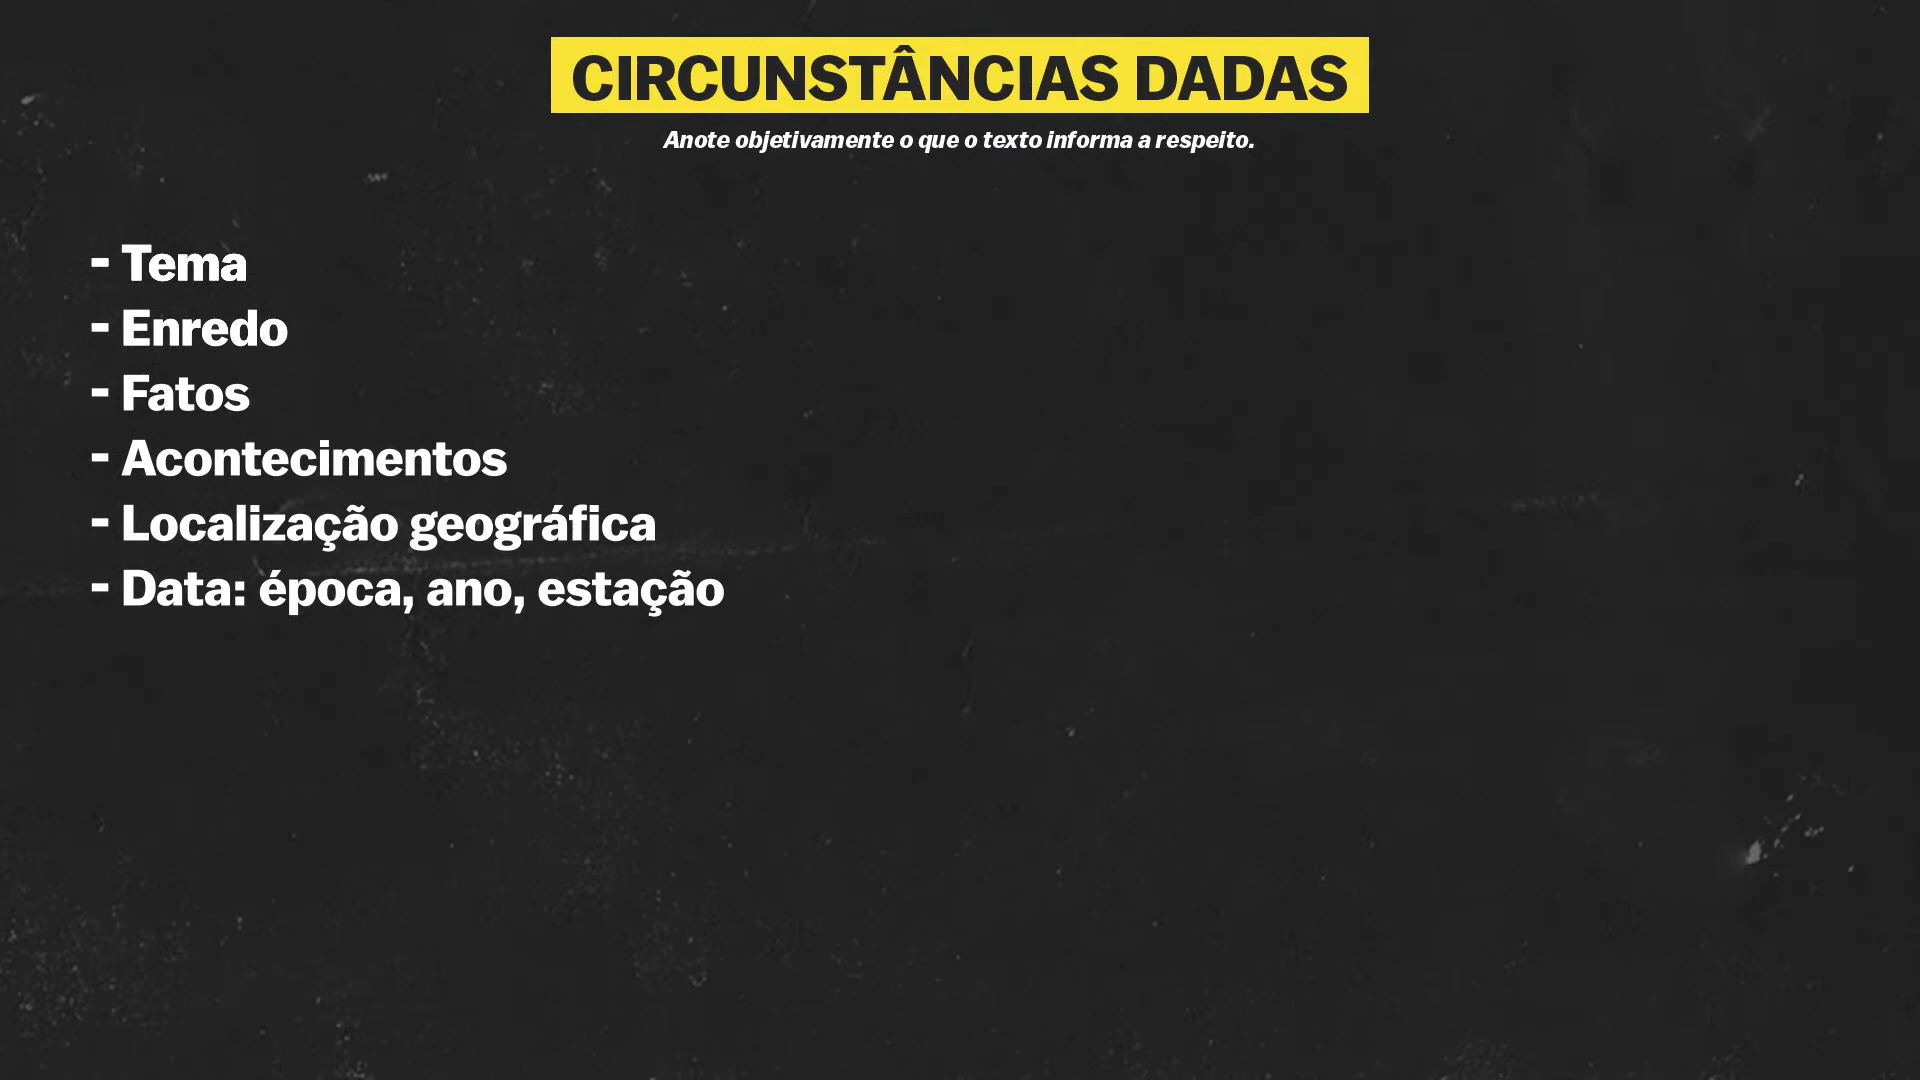 CIRCUNSTÂNCIAS DADAS
Anote objetivamente o que o texto informa a respeito.
- Tema
- Enredo
- Fatos
- Acontecimentos
- Localização geográfica
- Data: época, ano, estação